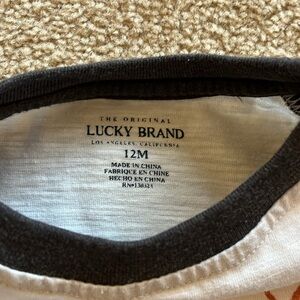 THE ORIGINAL
LUCKY BRAND
LOS ANGELES, CALIFORNIA
12M
MADE IN CHINA
FABRIQUE EN CHINE
HECHO EN CHINA